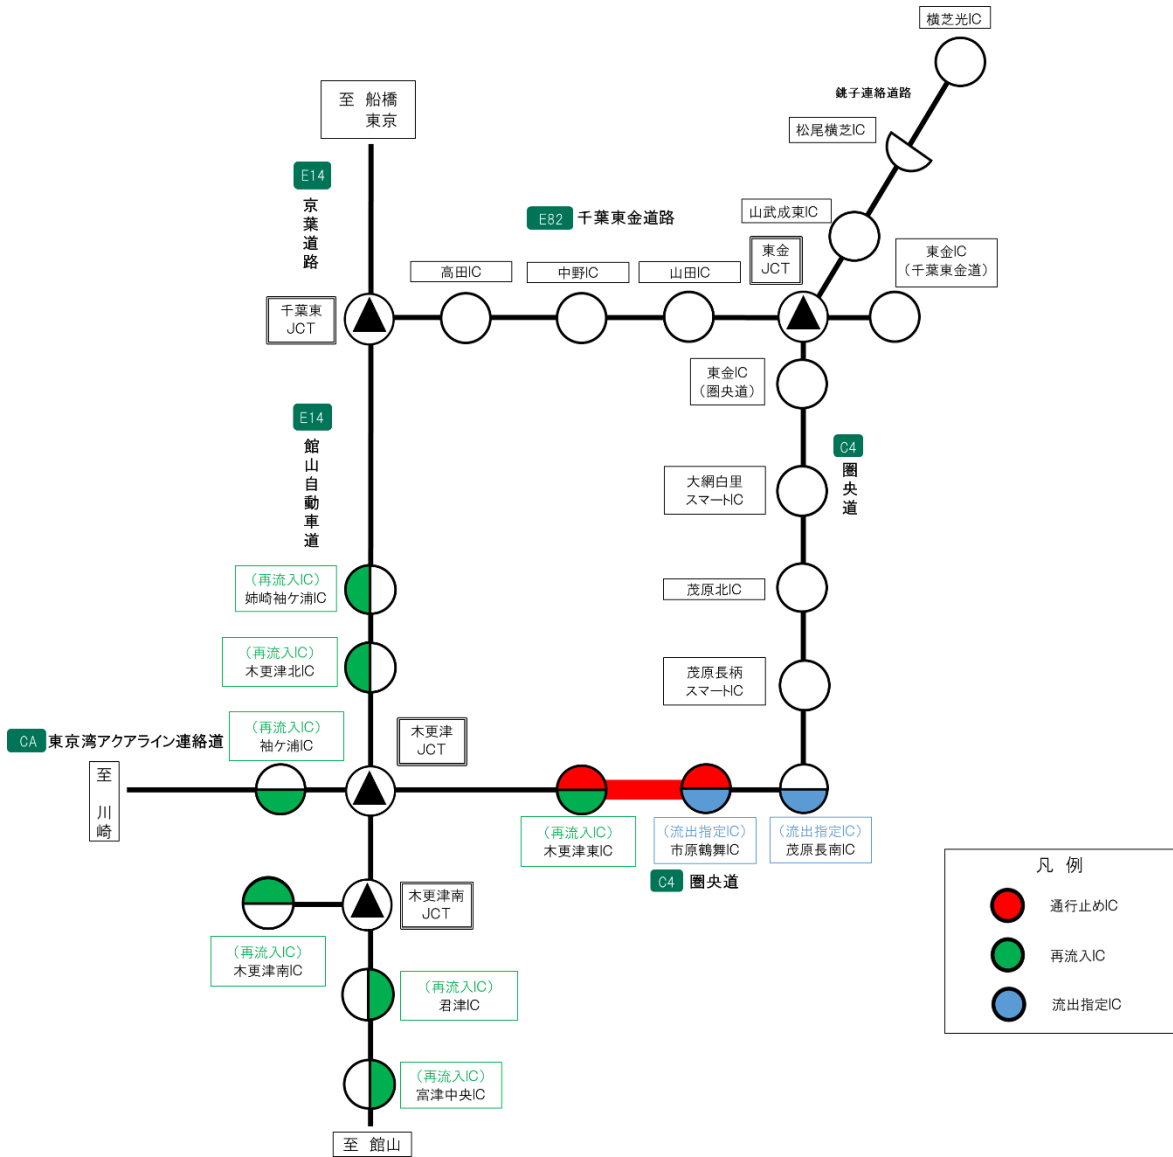 横芝光IC
銚子連絡道路
松尾横芝IC
至 船橋
東京
E14
京葉道路
E82 千葉東金道路
山武成東IC
東金
JCT
東金IC
(千葉東金道)
高田IC
中野IC
山田IC
千葉東
JCT
東金IC
(圏央道)
E14
館山自動車道
C4
圏央道
大網白里
スマートIC
(再流入IC)
姉崎袖ケ浦IC
茂原北IC
(再流入IC)
木更津北IC
茂原長柄
スマートIC
CA 東京湾アクアライン連絡道
(再流入IC)
袖ケ浦IC
木更津
JCT
至 川崎
(再流入IC)
木更津東IC
(流出指定IC)
市原鶴舞IC
(流出指定IC)
茂原長南IC
C4 圏央道
木更津南
JCT
(再流入IC)
木更津南IC
(再流入IC)
君津IC
(再流入IC)
富津中央IC
至 館山
凡 例
通行止めIC
再流入IC
流出指定IC